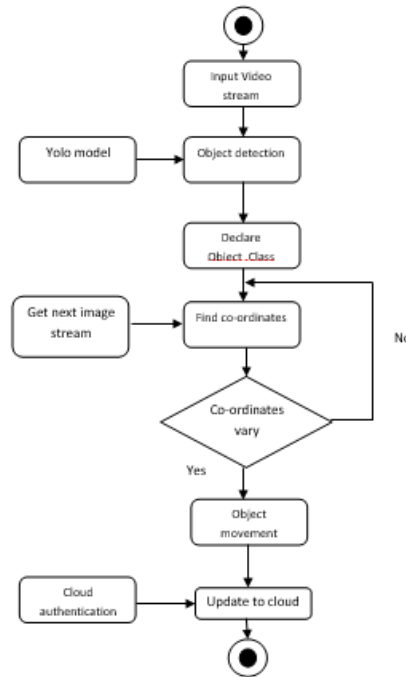 Input Video
stream
Yolo model
Object detection
Declare
Object .Class
Get next image
stream
Find co-ordinates
No
Co-ordinates
vary
Yes
Object
movement
Cloud
authentication
Update to cloud